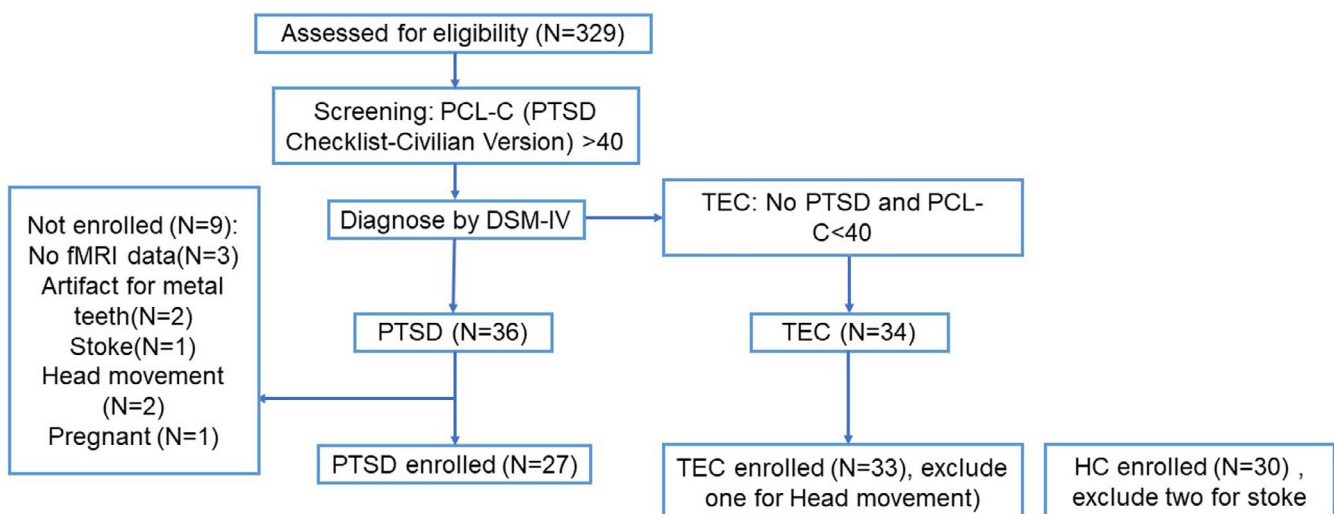 Assessed for eligibility (N=329)
Screening: PCL-C (PTSD
Checklist-Civilian Version) >40
Not enrolled (N=9):
No fMRI data(N=3)
Artifact for metal
teeth(N=2)
Stoke(N=1)
Head movement
(N=2)
Pregnant (N=1)
Diagnose by DSM-IV
TEC: No PTSD and PCL-
C<40
PTSD (N=36)
TEC (N=34)
PTSD enrolled (N=27)
TEC enrolled (N=33), exclude
one for Head movement)
HC enrolled (N=30) ,
exclude two for stoke